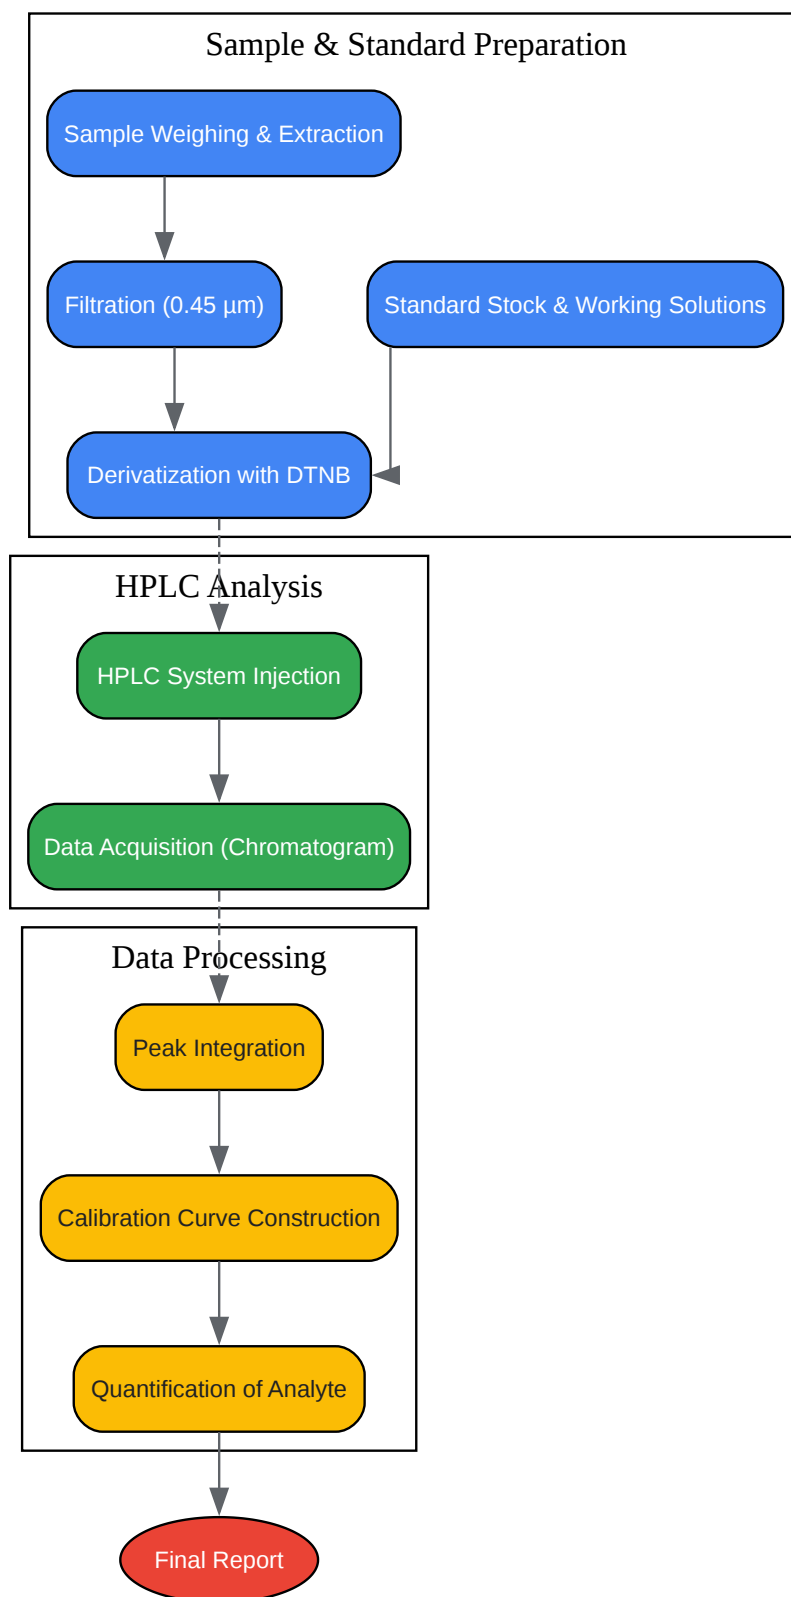 Sample & Standard Preparation
Sample Weighing & Extraction
Filtration (0.45 µm)
Standard Stock & Working Solutions
Derivatization with DTNB
HPLC Analysis
HPLC System Injection
Data Acquisition (Chromatogram)
Data Processing
Peak Integration
Calibration Curve Construction
Quantification of Analyte
Final Report